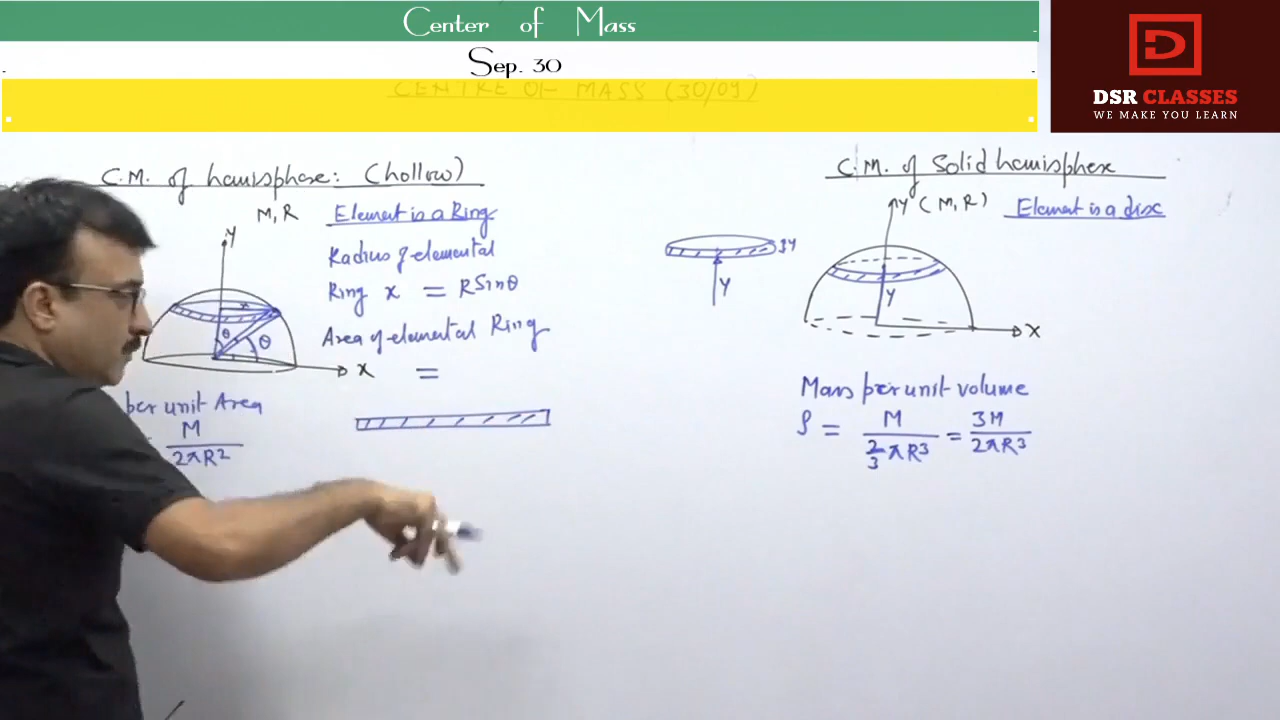 Center of Mass
Sep. 30
CENTRE OF MASS (30/09)
DSR CLASSES
WE MAKE YOU LEARN
C.M. of hemisphere: (hollow)
M, R
Element is a Ring
Radius of elemental
Ring x = R Sinθ
Area of elemental Ring
=
y
x
θ
θ
x
per unit Area
M
2πR²
C.M. of Solid hemisphere
y (M, R)
Element is a disc
y
y
x
Mass per unit volume
ρ = M / 2/3 πR³ = 3M / 2πR³